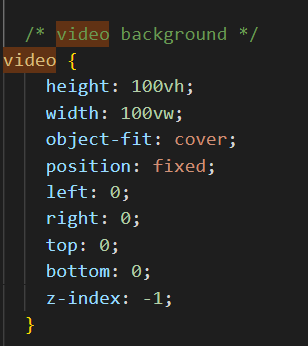 /* video background */
video {
height: 100vh;
width: 100vw;
object-fit: cover;
position: fixed;
left: 0;
right: 0;
top: 0;
bottom: 0;
z-index: -1;
}